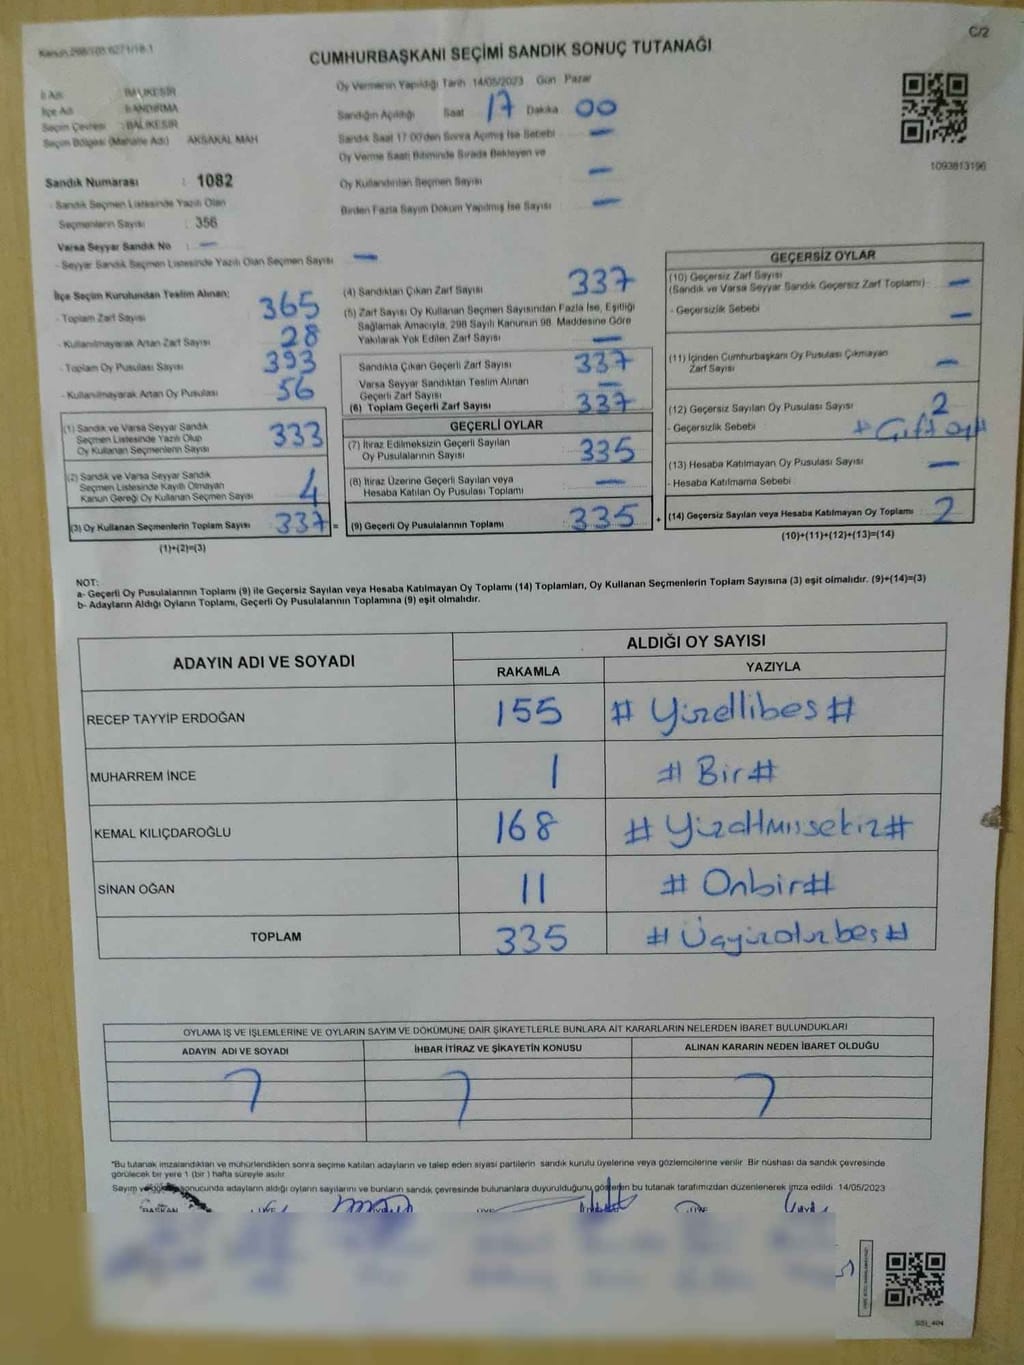 Kanun:298/105 6271/18-1
C/2
CUMHURBAŞKANI SEÇİMİ SANDIK SONUÇ TUTANAĞI
İl Adı : BALIKESİR
İlçe Adı : BANDIRMA
Seçim Çevresi : BALIKESİR
Seçim Bölgesi (Mahalle Adı) AKSAKAL MAH
Oy Vermenin Yapıldığı Tarih 14/05/2023 Gün Pazar
Sandığın Açıldığı Saat 17 Dakika 00
Sandık Saat 17:00'den Sonra Açılmış İse Sebebi —
Oy Verme Saati Bitiminde Sırada Bekleyen ve
Oy Kullandırılan Seçmen Sayısı —
Birden Fazla Sayım Döküm Yapılmış İse Sayısı —
1093813196
Sandık Numarası : 1082
- Sandık Seçmen Listesinde Yazılı Olan
Seçmenlerin Sayısı : 356
Varsa Seyyar Sandık No : —
- Seyyar Sandık Seçmen Listesinde Yazılı Olan Seçmen Sayısı —
İlçe Seçim Kurulundan Teslim Alınan:
- Toplam Zarf Sayısı 365
- Kullanılmayarak Artan Zarf Sayısı 28
- Toplam Oy Pusulası Sayısı 393
- Kullanılmayarak Artan Oy Pusulası 56
(1) Sandık ve Varsa Seyyar Sandık
Seçmen Listesinde Yazılı Olup
Oy Kullanan Seçmenlerin Sayısı 333
(2) Sandık ve Varsa Seyyar Sandık
Seçmen Listesinde Kayıtlı Olmayan
Kanun Gereği Oy Kullanan Seçmen Sayısı 4
(3) Oy Kullanan Seçmenlerin Toplam Sayısı 337 =
(1)+(2)=(3)
(4) Sandıktan Çıkan Zarf Sayısı 337
(5) Zarf Sayısı Oy Kullanan Seçmen Sayısından Fazla İse, Eşitliği
Sağlamak Amacıyla, 298 Sayılı Kanunun 98. Maddesine Göre
Yakılarak Yok Edilen Zarf Sayısı —
Sandıkta Çıkan Geçerli Zarf Sayısı 337
Varsa Seyyar Sandıktan Teslim Alınan
Geçerli Zarf Sayısı —
(6) Toplam Geçerli Zarf Sayısı 337
GEÇERLİ OYLAR
(7) İtiraz Edilmeksizin Geçerli Sayılan
Oy Pusulalarının Sayısı 335
(8) İtiraz Üzerine Geçerli Sayılan veya
Hesaba Katılan Oy Pusulası Toplamı —
(9) Geçerli Oy Pusulalarının Toplamı 335 +
GEÇERSİZ OYLAR
(10) Geçersiz Zarf Sayısı
(Sandık ve Varsa Seyyar Sandık Geçersiz Zarf Toplamı) —
- Geçersizlik Sebebi —
(11) İçinden Cumhurbaşkanı Oy Pusulası Çıkmayan
Zarf Sayısı —
(12) Geçersiz Sayılan Oy Pusulası Sayısı 2
- Geçersizlik Sebebi
(13) Hesaba Katılmayan Oy Pusulası Sayısı —
- Hesaba Katılmama Sebebi
(14) Geçersiz Sayılan veya Hesaba Katılmayan Oy Toplamı 2
(10)+(11)+(12)+(13)=(14)
NOT:
a- Geçerli Oy Pusulalarının Toplamı (9) ile Geçersiz Sayılan veya Hesaba Katılmayan Oy Toplamı (14) Toplamları, Oy Kullanan Seçmenlerin Toplam Sayısına (3) eşit olmalıdır. (9)+(14)=(3)
b- Adayların Aldığı Oyların Toplamı, Geçerli Oy Pusulalarının Toplamına (9) eşit olmalıdır.
ADAYIN ADI VE SOYADI
ALDIĞI OY SAYISI
RAKAMLA YAZIYLA
RECEP TAYYİP ERDOĞAN 155 # Yüzellibeş #
MUHARREM İNCE 1 # Bir #
KEMAL KILIÇDAROĞLU 168 # Yüzaltmışsekiz #
SİNAN OĞAN 11 # Onbir #
TOPLAM 335 # Üçyüzotuzbeş #
OYLAMA İŞ VE İŞLEMLERİNE VE OYLARIN SAYIM VE DÖKÜMÜNE DAİR ŞİKAYETLERLE BUNLARA AİT KARARLARIN NELERDEN İBARET BULUNDUKLARI
ADAYIN ADI VE SOYADI İHBAR İTİRAZ VE ŞİKAYETİN KONUSU ALINAN KARARIN NEDEN İBARET OLDUĞU
*Bu tutanak imzalandıktan ve mühürlendikten sonra seçime katılan adayların ve talep eden siyasi partilerin sandık kurulu üyelerine veya gözlemcilerine verilir. Bir nüshası da sandık çevresinde
görülecek bir yere 1 (bir) hafta süreyle asılır.
Sayım ve döküm sonucunda adayların aldığı oyların sayılarını ve bunların sandık çevresinde bulunanlara duyurulduğunu gösteren bu tutanak tarafımızdan düzenlenerek imza edildi. 14/05/2023
BAŞKAN